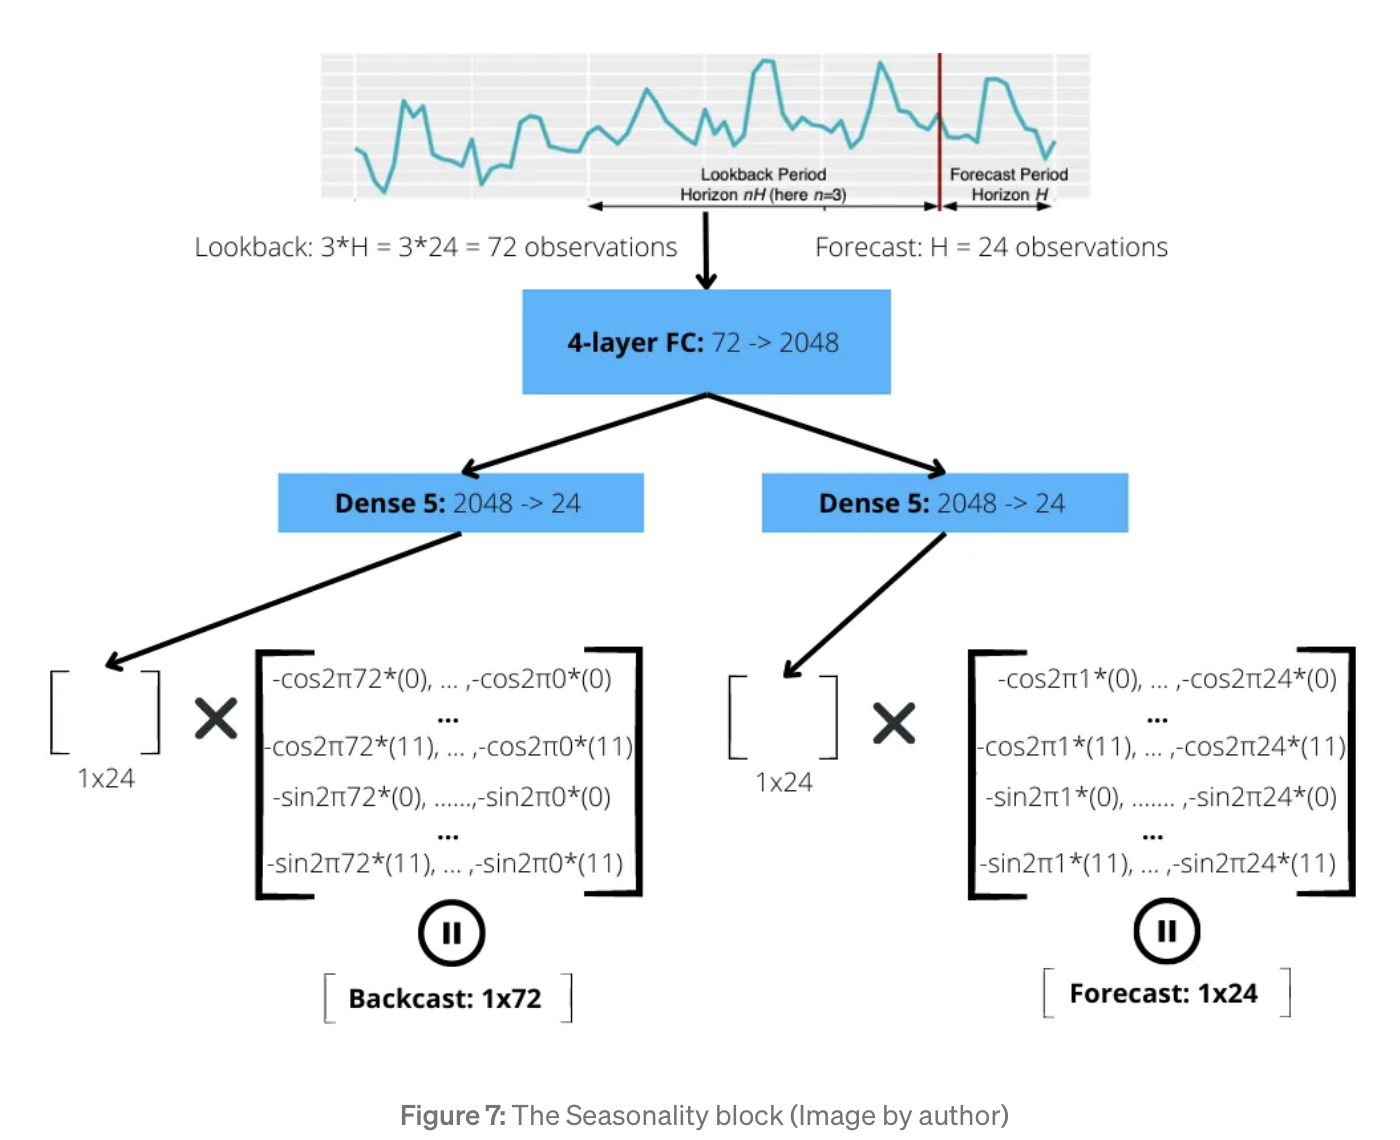 Lookback Period
Horizon nH (here n=3)
Forecast Period
Horizon H
Lookback: 3*H = 3*24 = 72 observations
Forecast: H = 24 observations
4-layer FC: 72 -> 2048
Dense 5: 2048 -> 24
Dense 5: 2048 -> 24
1x24
-cos2π72*(0), ... ,-cos2π0*(0)
...
-cos2π72*(11), ... ,-cos2π0*(11)
-sin2π72*(0), ......,-sin2π0*(0)
...
-sin2π72*(11), ... ,-sin2π0*(11)
Backcast: 1x72
1x24
-cos2π1*(0), ... ,-cos2π24*(0)
...
-cos2π1*(11), ... ,-cos2π24*(11)
-sin2π1*(0), ....... ,-sin2π24*(0)
...
-sin2π1*(11), ... ,-sin2π24*(11)
Forecast: 1x24
Figure 7: The Seasonality block (Image by author)